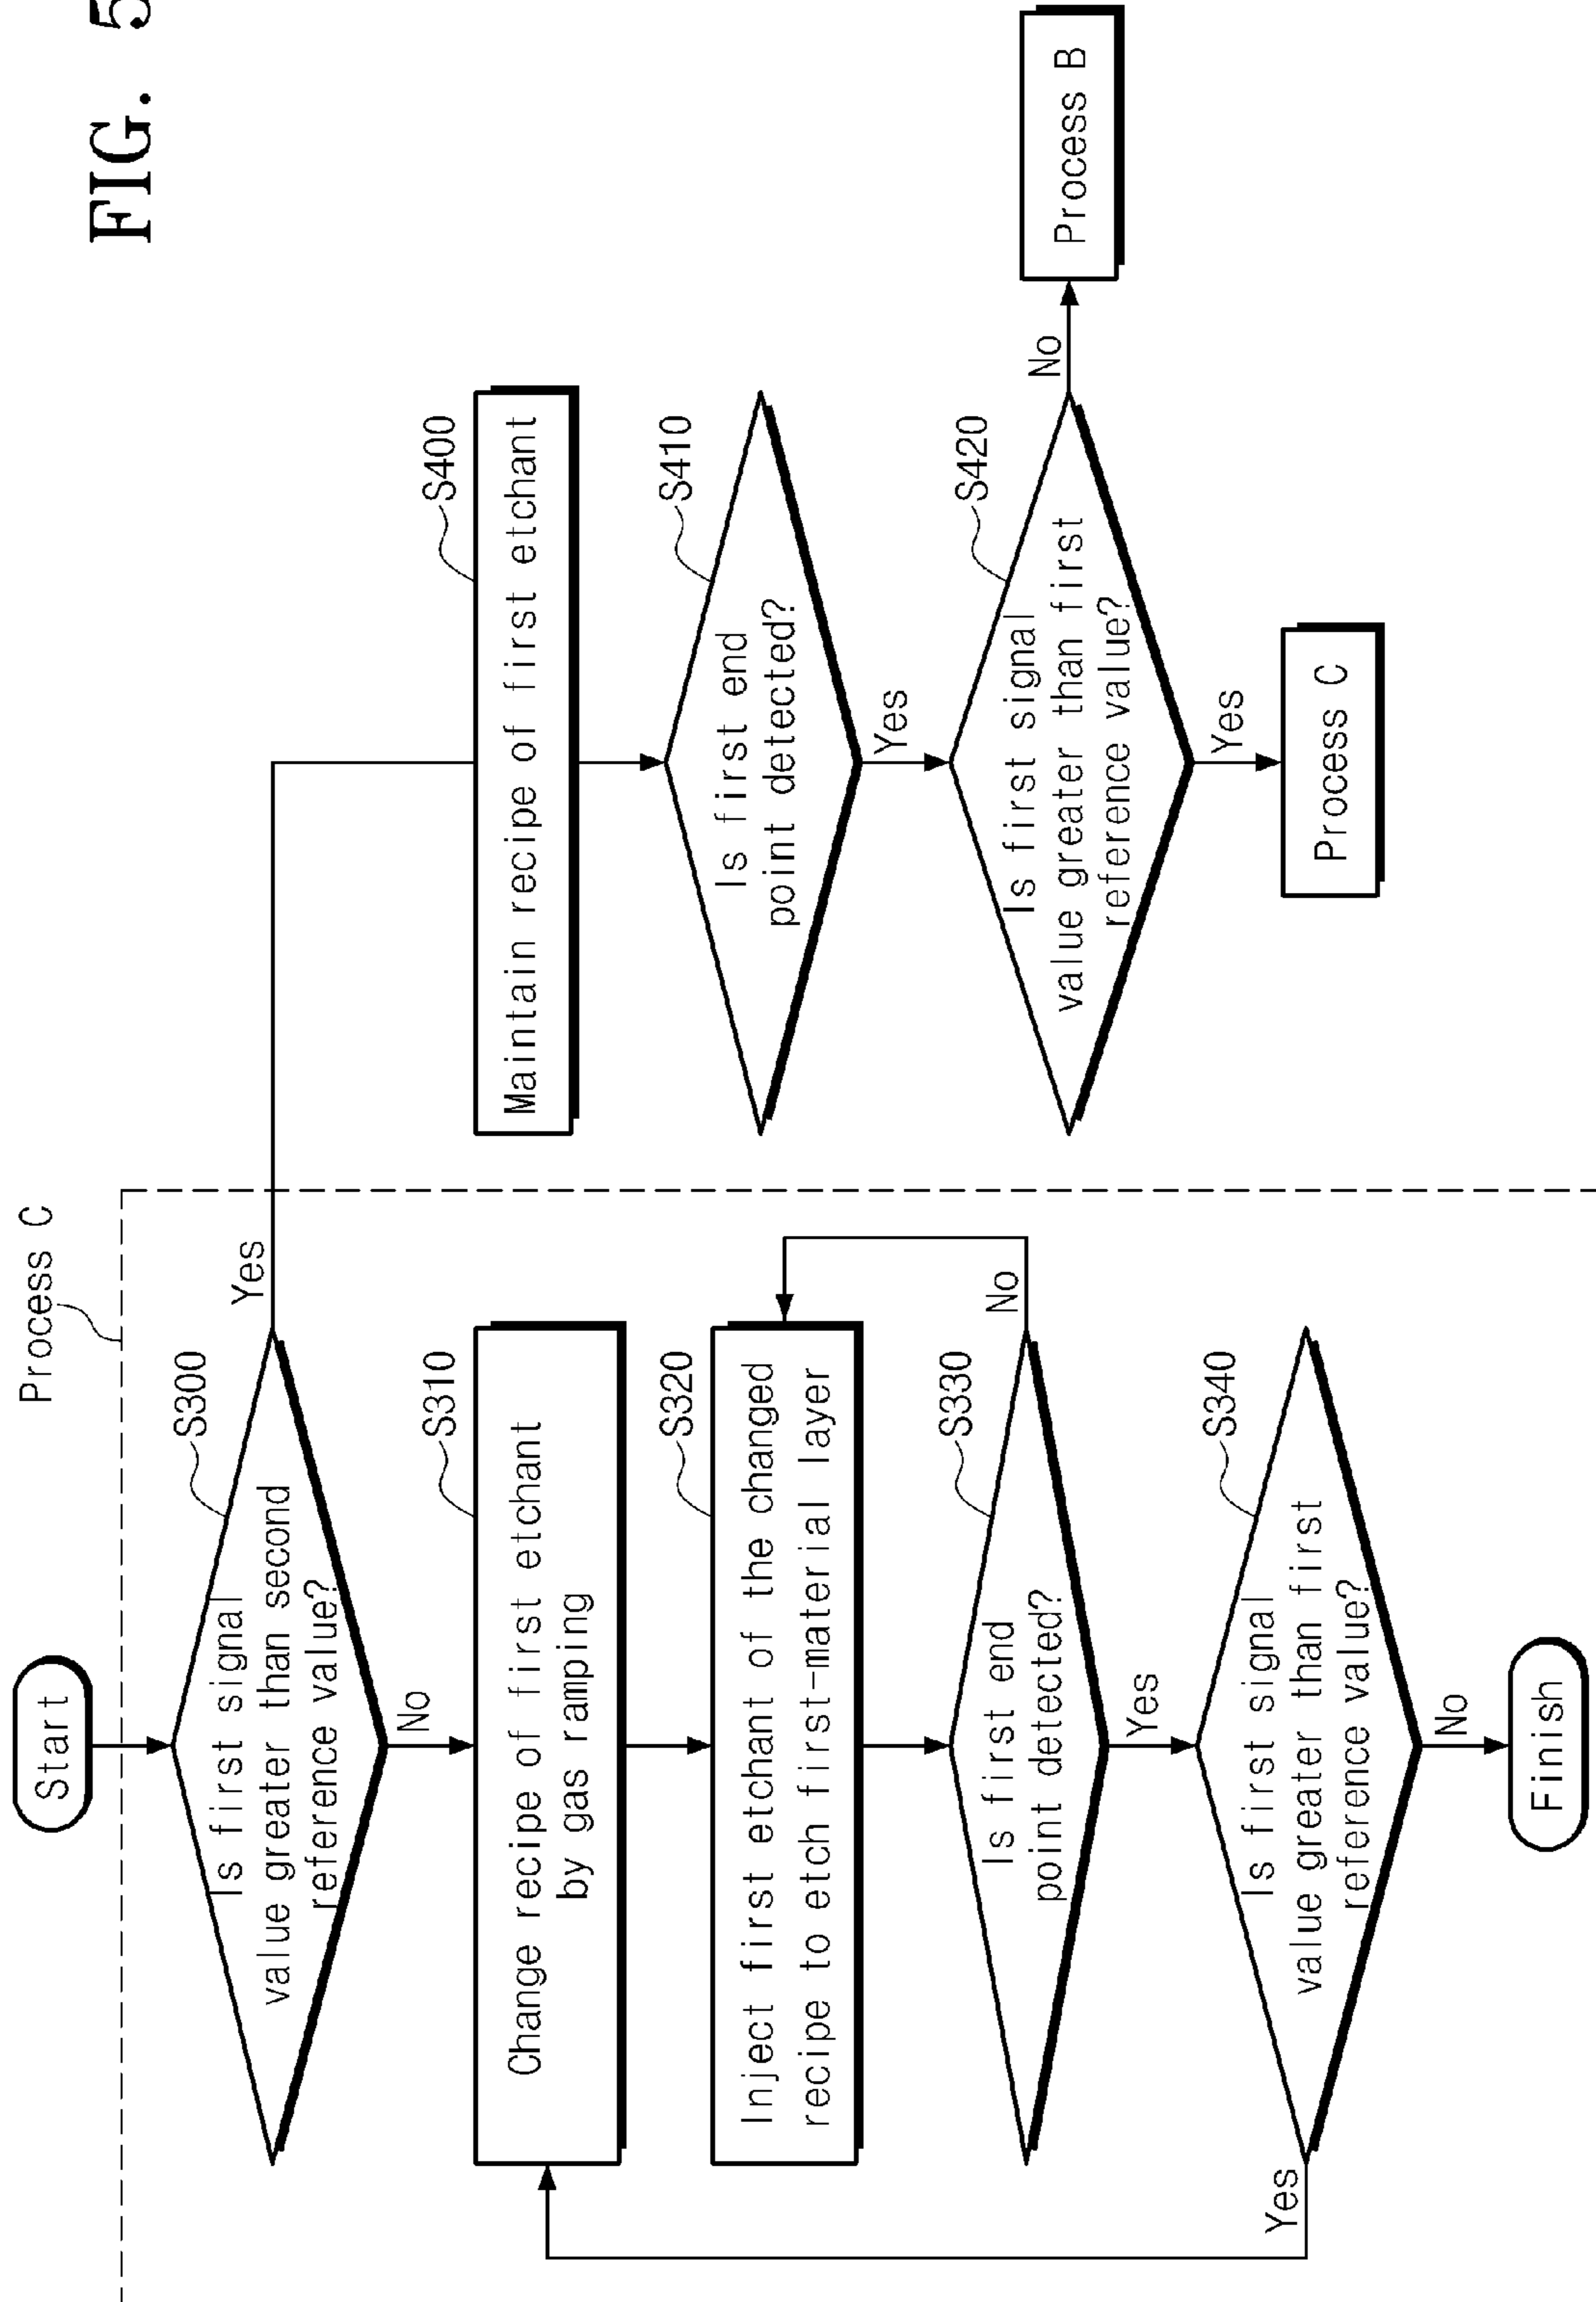 FIG. 5
Process C
Start
S300
Is first signal
value greater than second
reference value?
Yes
No
S310
Change recipe of first etchant
by gas ramping
S320
Inject first etchant of the changed
recipe to etch first-material layer
S330
Is first end
point detected?
No
Yes
S340
Is first signal
value greater than first
reference value?
Yes
No
Finish
S400
Maintain recipe of first etchant
S410
Is first end
point detected?
Yes
S420
Is first signal
value greater than first
reference value?
No
Process B
Yes
Process C